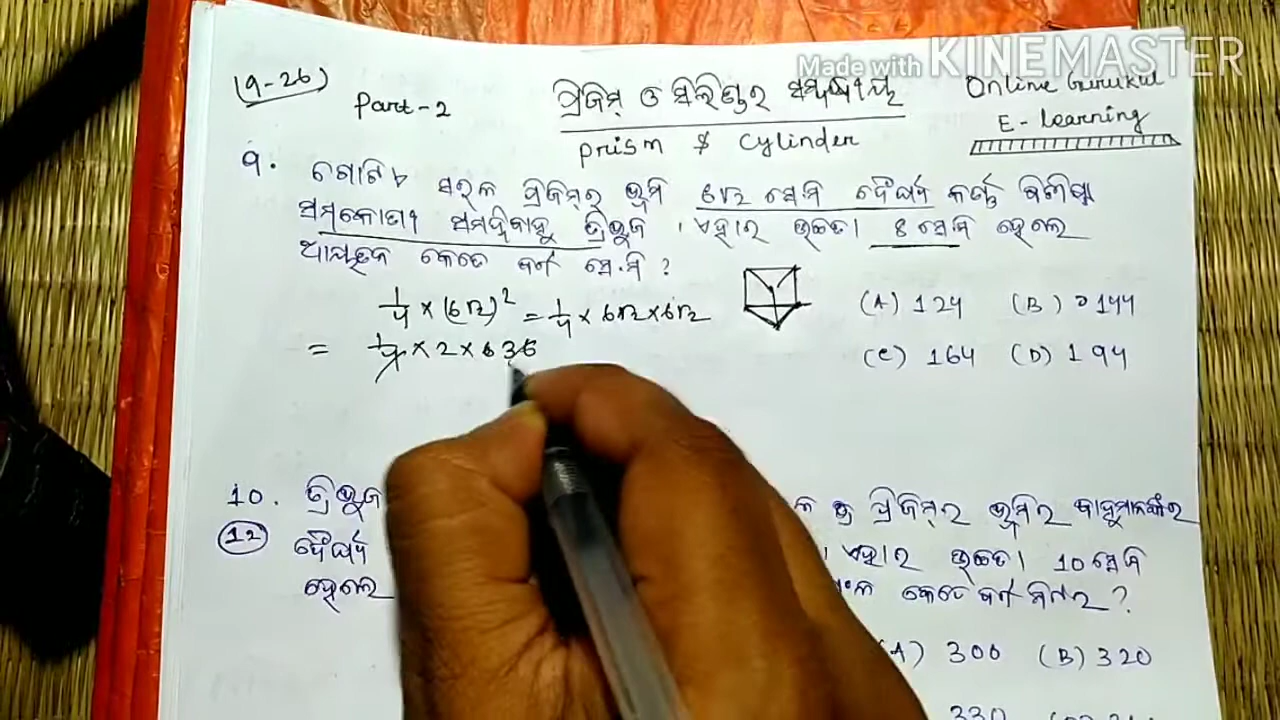 Made with KINEMASTER
(9-26)
Part-2
ପ୍ରିଜିମ୍ ଓ ସିଲିଣ୍ଡର ସମ୍ବନ୍ଧୀୟ
Online Gurukul
Prism & Cylinder
E-Learning
9. ଗୋଟିଏ ସରଳ ପ୍ରିଜିମ୍‌ର ଭୂମି 6√2 ସେ.ମି ଦୈର୍ଘ୍ୟ କର୍ଣ୍ଣ ବିଶିଷ୍ଟ
ସମକୋଣୀ ସମଦ୍ୱିବାହୁ ତ୍ରିଭୁଜ । ଏହାର ଉଚ୍ଚତା 8 ସେମି ହେଲେ
ଆୟତନ କେତେ ବର୍ଗ ସେ.ମି ?
1/4 × (6√2)² = 1/4 × 6√2 × 6√2
(A) 124 (B) 144
= 1/4 × 2 × 36
(C) 164 (D) 194
10. ତ୍ରିଭୁଜ ପ୍ରିଜିମ୍‌ର ଭୂମିର ବାହୁମାନଙ୍କର
(12) ଦୈର୍ଘ୍ୟ । ଏହାର ଉଚ୍ଚତା 10 ସେମି
ହେଲେ କେତେ ବର୍ଗ ମିଟର ?
(A) 300 (B) 320
330